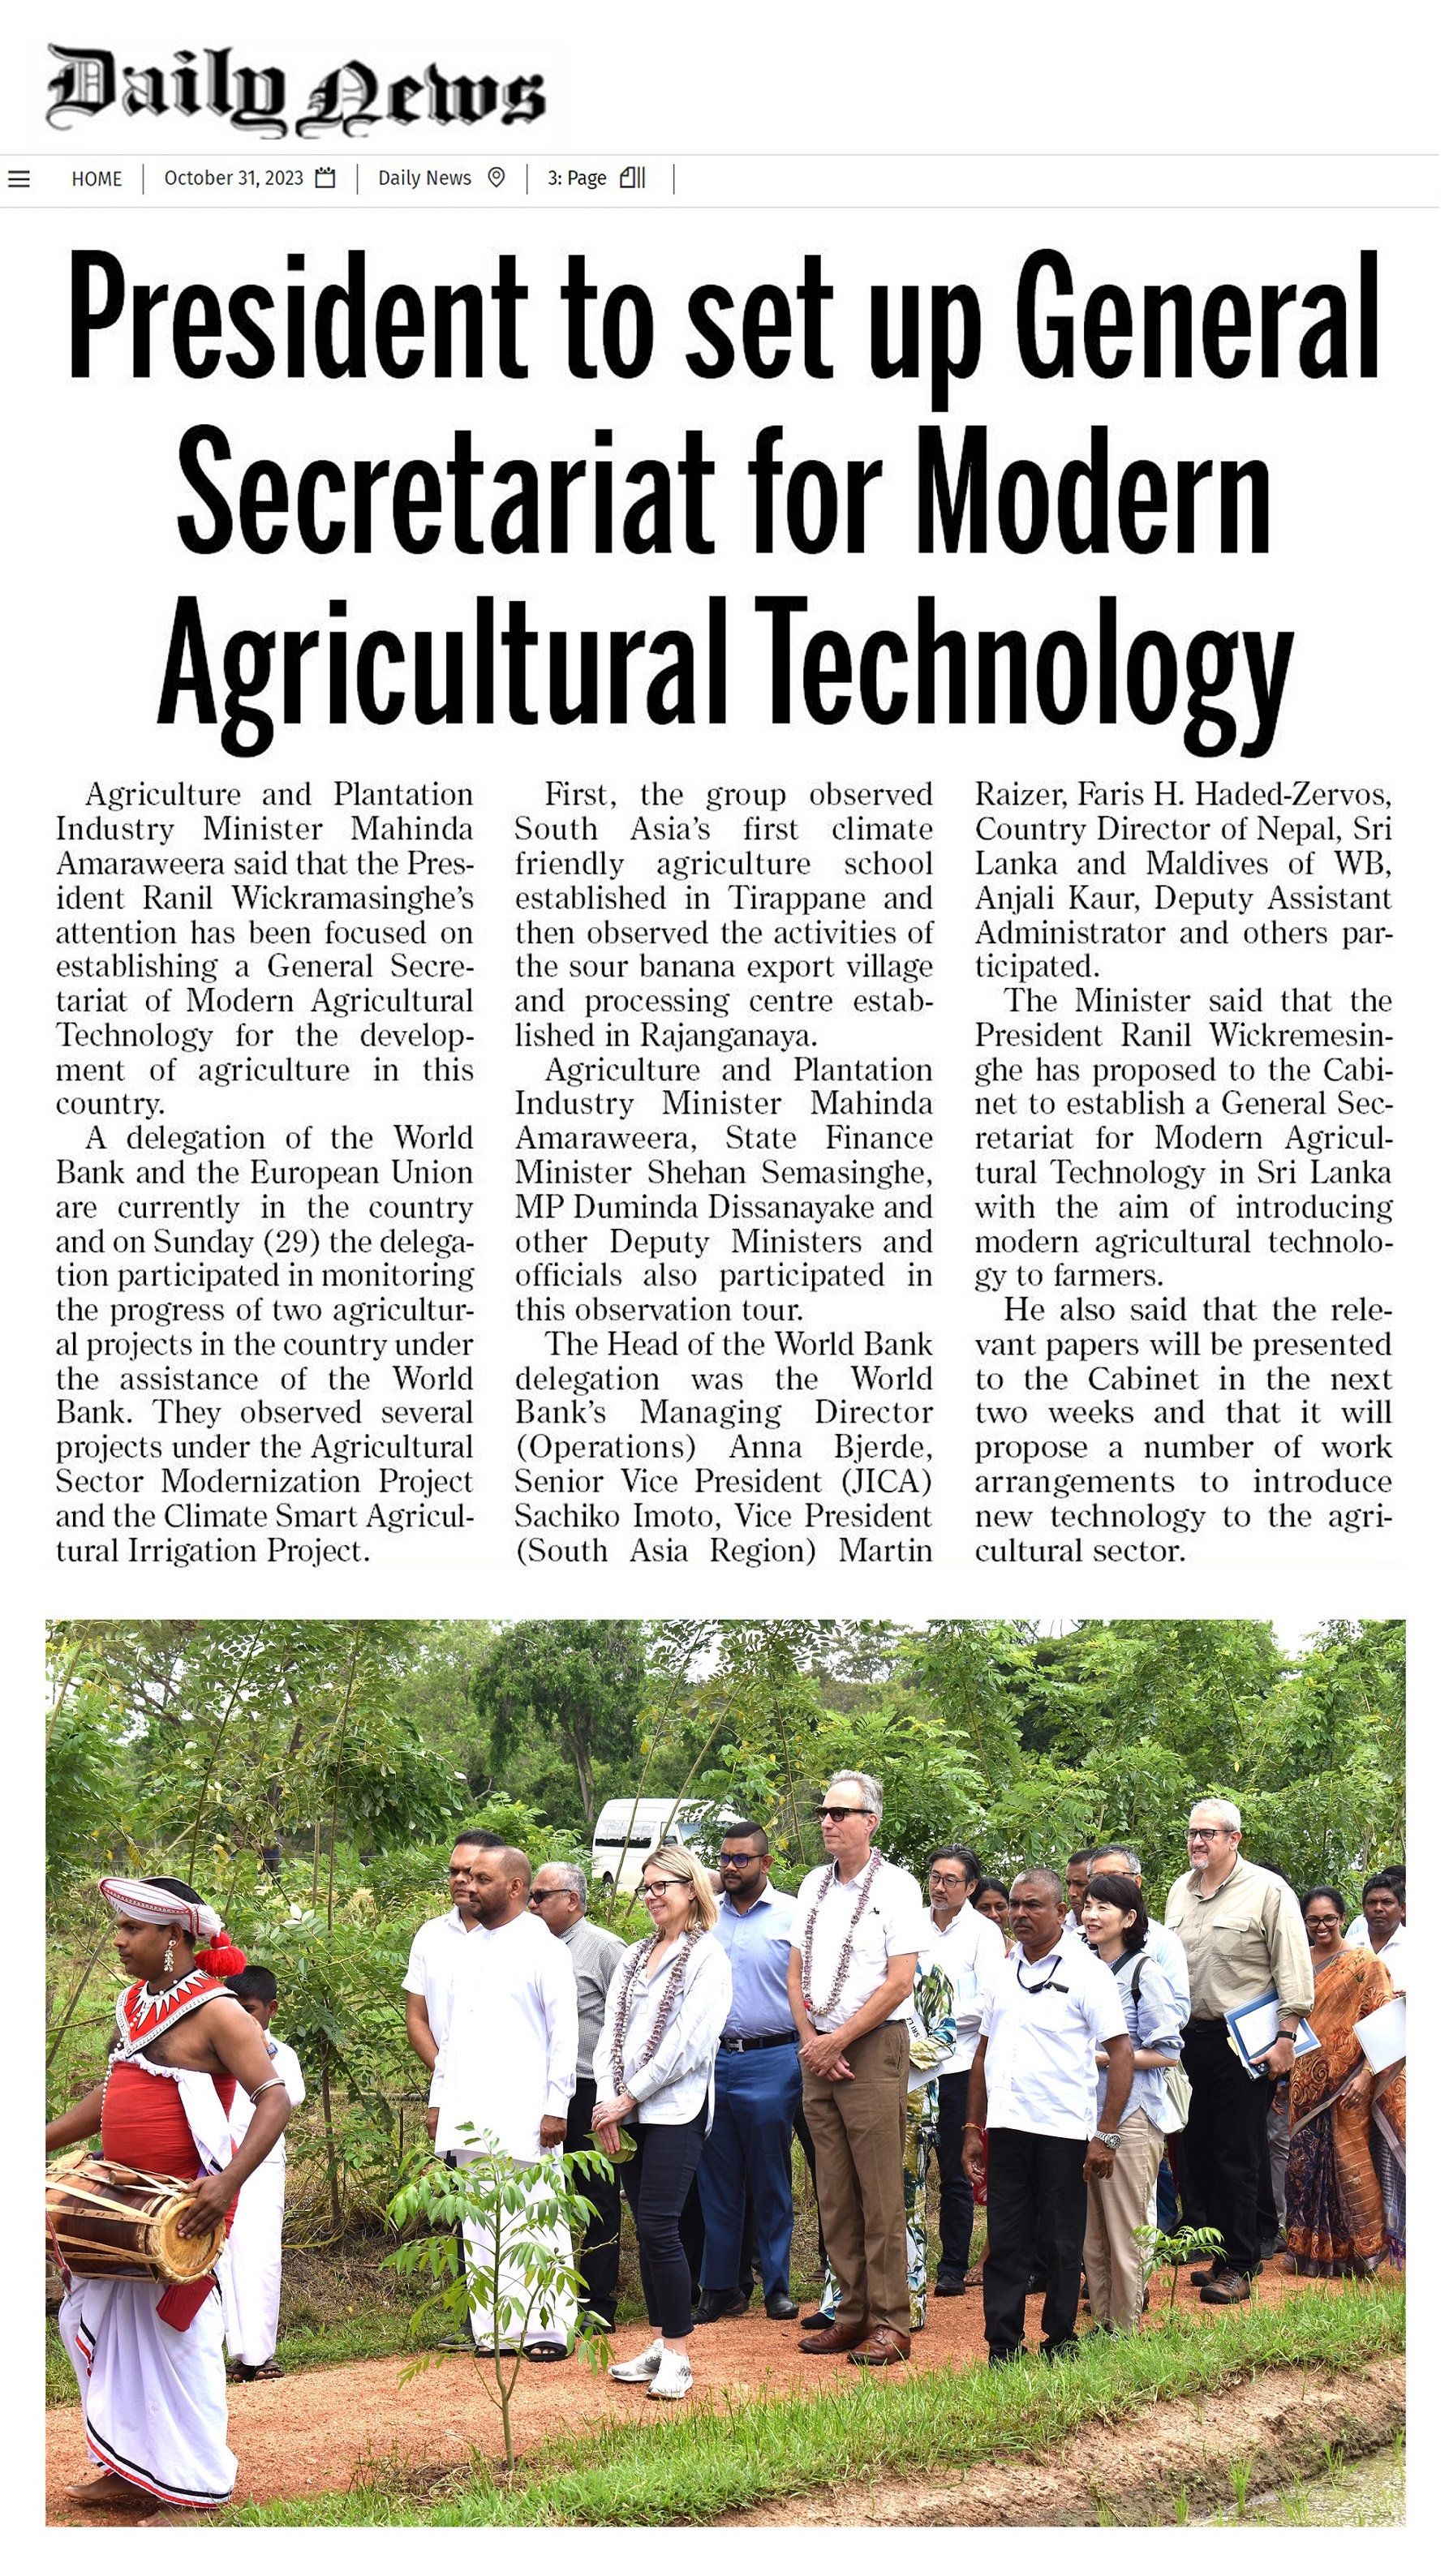 Daily News
HOME
October 31, 2023
Daily News
3: Page
President to set up General
Secretariat for Modern
Agricultural Technology
Agriculture and Plantation
Industry Minister Mahinda
Amaraweera said that the Pres-
ident Ranil Wickramasinghe's
attention has been focused on
establishing a General Secre-
tariat of Modern Agricultural
Technology for the develop-
ment of agriculture in this
country.
A delegation of the World
Bank and the European Union
are currently in the country
and on Sunday (29) the delega-
tion participated in monitoring
the progress of two agricultur-
al projects in the country under
the assistance of the World
Bank. They observed several
projects under the Agricultural
Sector Modernization Project
and the Climate Smart Agricul-
tural Irrigation Project.
First, the group observed
South Asia's first climate
friendly agriculture school
established in Tirappane and
then observed the activities of
the sour banana export village
and processing centre estab-
lished in Rajanganaya.
Agriculture and Plantation
Industry Minister Mahinda
Amaraweera, State Finance
Minister Shehan Semasinghe,
MP Duminda Dissanayake and
other Deputy Ministers and
officials also participated in
this observation tour.
The Head of the World Bank
delegation was the World
Bank's Managing Director
(Operations) Anna Bjerde,
Senior Vice President (JICA)
Sachiko Imoto, Vice President
(South Asia Region) Martin
Raizer, Faris H. Haded-Zervos,
Country Director of Nepal, Sri
Lanka and Maldives of WB,
Anjali Kaur, Deputy Assistant
Administrator and others par-
ticipated.
The Minister said that the
President Ranil Wickremesin-
ghe has proposed to the Cabi-
net to establish a General Sec-
retariat for Modern Agricul-
tural Technology in Sri Lanka
with the aim of introducing
modern agricultural technolo-
gy to farmers.
He also said that the rele-
vant papers will be presented
to the Cabinet in the next
two weeks and that it will
propose a number of work
arrangements to introduce
new technology to the agri-
cultural sector.